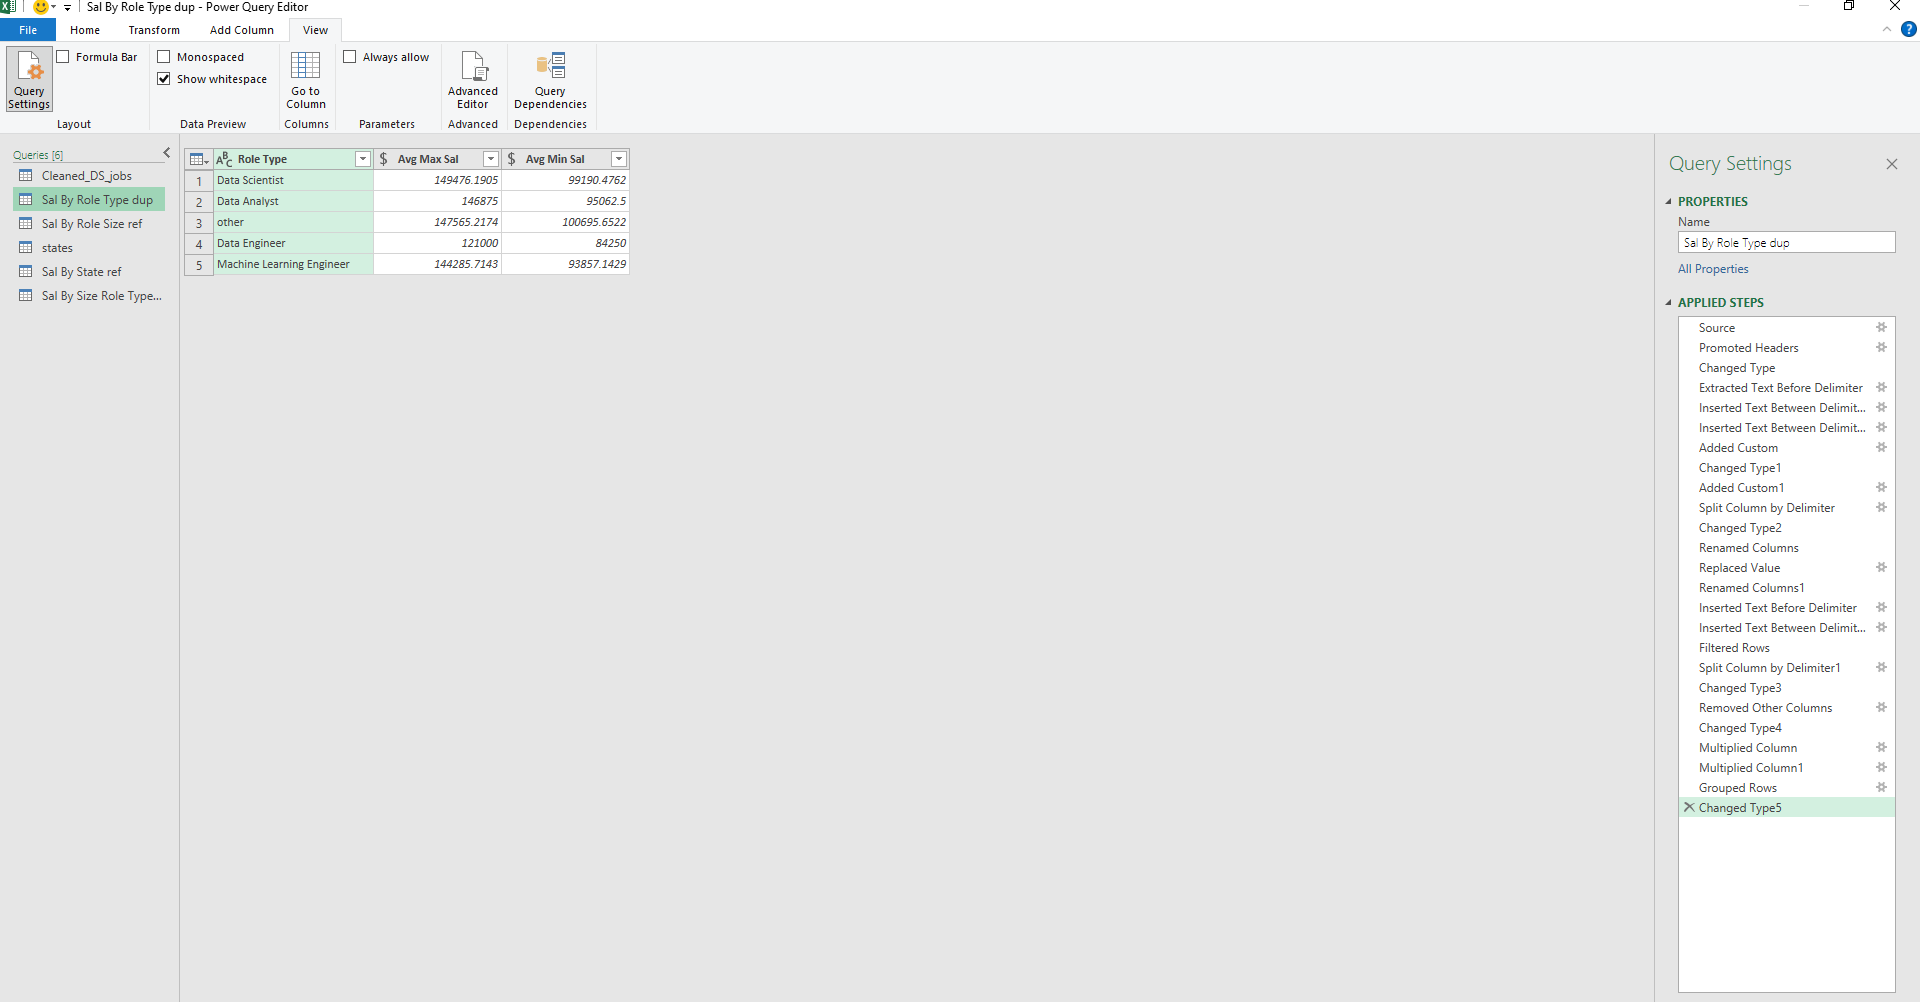 Sal By Role Type dup - Power Query Editor
File Home Transform Add Column View
Formula Bar Monospaced Always allow
Show whitespace
Query Settings Go to Column Advanced Editor Query Dependencies
Layout Data Preview Columns Parameters Advanced Dependencies
Queries [6]
Cleaned_DS_jobs
Sal By Role Type dup
Sal By Role Size ref
states
Sal By State ref
Sal By Size Role Type...
Role Type $ Avg Max Sal $ Avg Min Sal
1 Data Scientist 149476.1905 99190.4762
2 Data Analyst 146875 95062.5
3 other 147565.2174 100695.6522
4 Data Engineer 121000 84250
5 Machine Learning Engineer 144285.7143 93857.1429
Query Settings
PROPERTIES
Name
Sal By Role Type dup
All Properties
APPLIED STEPS
Source
Promoted Headers
Changed Type
Extracted Text Before Delimiter
Inserted Text Between Delimit...
Inserted Text Between Delimit...
Added Custom
Changed Type1
Added Custom1
Split Column by Delimiter
Changed Type2
Renamed Columns
Replaced Value
Renamed Columns1
Inserted Text Before Delimiter
Inserted Text Between Delimit...
Filtered Rows
Split Column by Delimiter1
Changed Type3
Removed Other Columns
Changed Type4
Multiplied Column
Multiplied Column1
Grouped Rows
Changed Type5